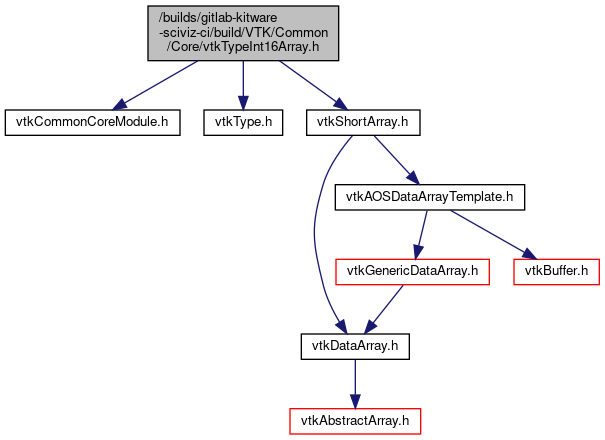 /builds/gitlab-kitware
-sciviz-ci/build/VTK/Common
/Core/vtkTypeInt16Array.h
vtkCommonCoreModule.h
vtkType.h
vtkShortArray.h
vtkAOSDataArrayTemplate.h
vtkGenericDataArray.h
vtkBuffer.h
vtkDataArray.h
vtkAbstractArray.h